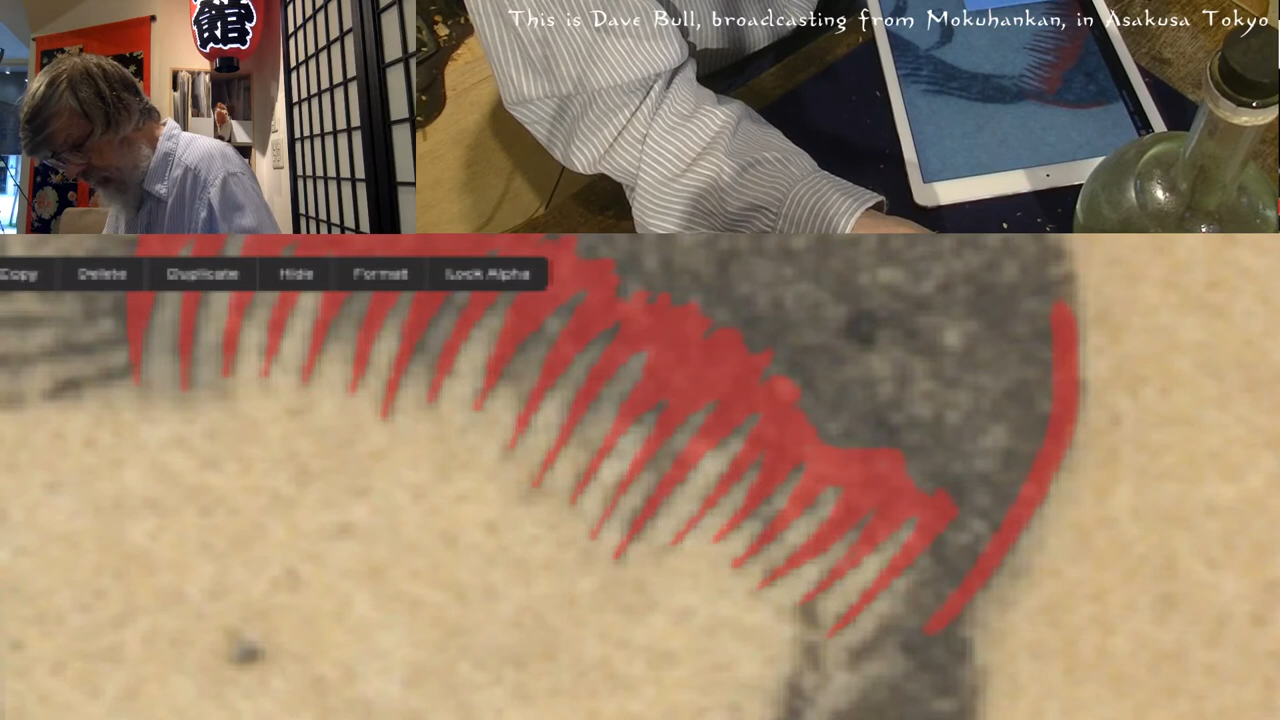 館
This is Dave Bull, broadcasting from Mokuhankan, in Asakusa Tokyo
Copy Delete Duplicate Hide Format Lock Alpha